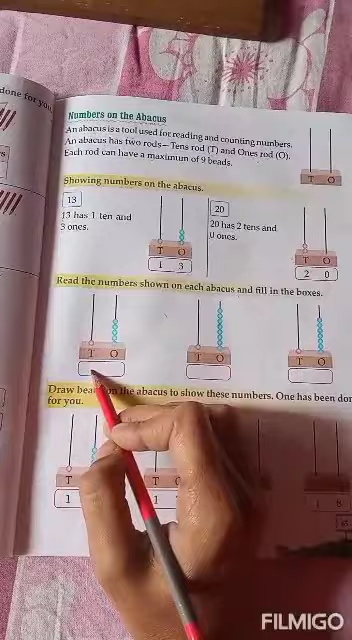 done for you
Numbers on the Abacus
An abacus is a tool used for reading and counting numbers.
An abacus has two rods — Tens rod (T) and Ones rod (O).
Each rod can have a maximum of 9 beads.
T O
Showing numbers on the abacus.
13
13 has 1 ten and
3 ones.
T O
1 3
20
20 has 2 tens and
0 ones.
T O
2 0
Read the numbers shown on each abacus and fill in the boxes.
T O
T O
T O
Draw on the abacus to show these numbers. One has been
for you.
T
1
T
1
1 8
FILMIGO